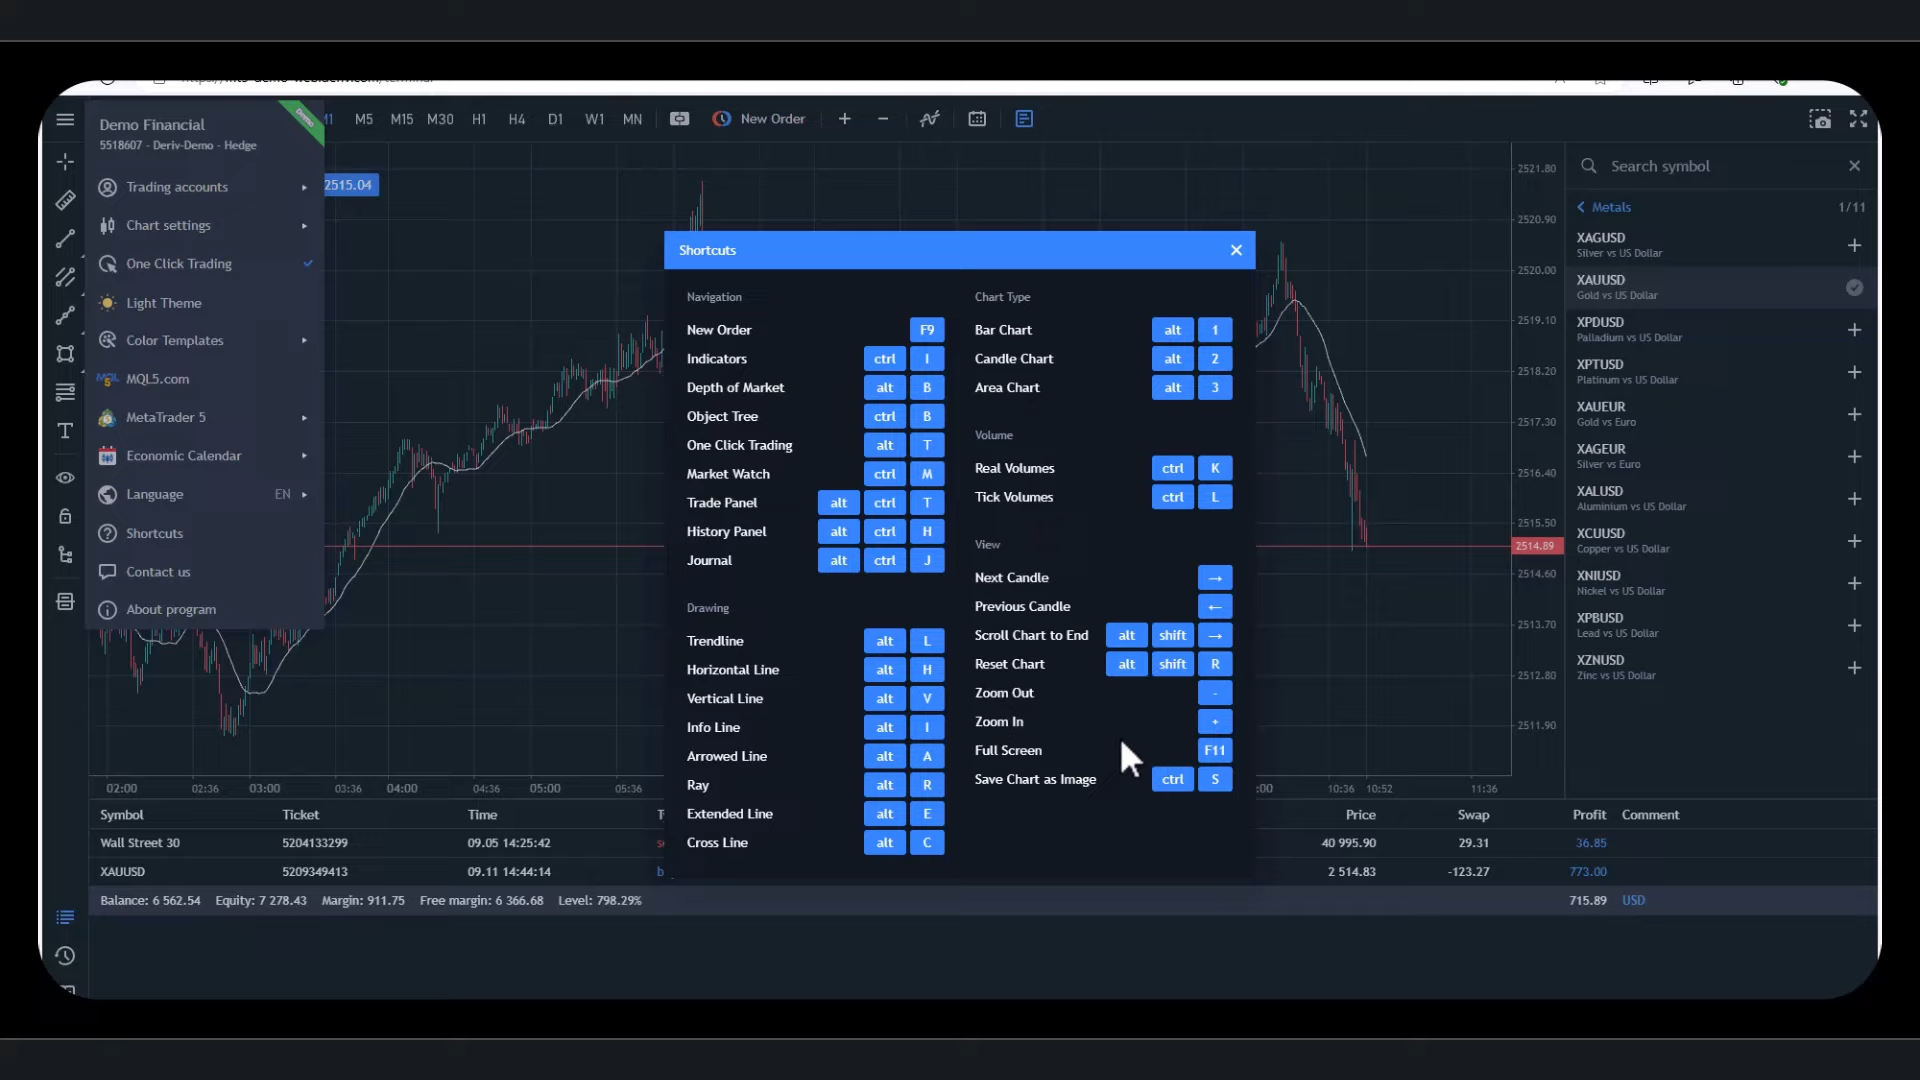 Demo Financial
Demo
5518607 - Deriv-Demo - Hedge
M5 M15 M30 H1 H4 D1 W1 MN New Order
2515.04
Trading accounts
Chart settings
One Click Trading
Light Theme
Color Templates
MQL5.com
MetaTrader 5
Economic Calendar
Language EN
Shortcuts
Contact us
About program
Shortcuts
Navigation
New Order F9
Indicators ctrl I
Depth of Market alt B
Object Tree ctrl B
One Click Trading alt T
Market Watch ctrl M
Trade Panel alt ctrl T
History Panel alt ctrl H
Journal alt ctrl J
Drawing
Trendline alt L
Horizontal Line alt H
Vertical Line alt V
Info Line alt I
Arrowed Line alt A
Ray alt R
Extended Line alt E
Cross Line alt C
Chart Type
Bar Chart alt 1
Candle Chart alt 2
Area Chart alt 3
Volume
Real Volumes ctrl K
Tick Volumes ctrl L
View
Next Candle →
Previous Candle ←
Scroll Chart to End alt shift →
Reset Chart alt shift R
Zoom Out -
Zoom In +
Full Screen F11
Save Chart as Image ctrl S
2521.80
2520.90
2520.00
2519.10
2518.20
2517.30
2516.40
2515.50
2514.89
2514.60
2513.70
2512.80
2511.90
Search symbol
Metals 1/11
XAGUSD
Silver vs US Dollar
XAUUSD
Gold vs US Dollar
XPDUSD
Palladium vs US Dollar
XPTUSD
Platinum vs US Dollar
XAUEUR
Gold vs Euro
XAGEUR
Silver vs Euro
XALUSD
Aluminium vs US Dollar
XCUUSD
Copper vs US Dollar
XNIUSD
Nickel vs US Dollar
XPBUSD
Lead vs US Dollar
XZNUSD
Zinc vs US Dollar
02:00 02:36 03:00 03:36 04:00 04:36 05:00 05:36 10:36 10:52 11:36
Symbol Ticket Time Price Swap Profit Comment
Wall Street 30 5204133299 09.05 14:25:42 40 995.90 29.31 36.85
XAUUSD 5209349413 09.11 14:44:14 2 514.83 -123.27 773.00
Balance: 6 562.54 Equity: 7 278.43 Margin: 911.75 Free margin: 6 366.68 Level: 798.29% 715.89 USD